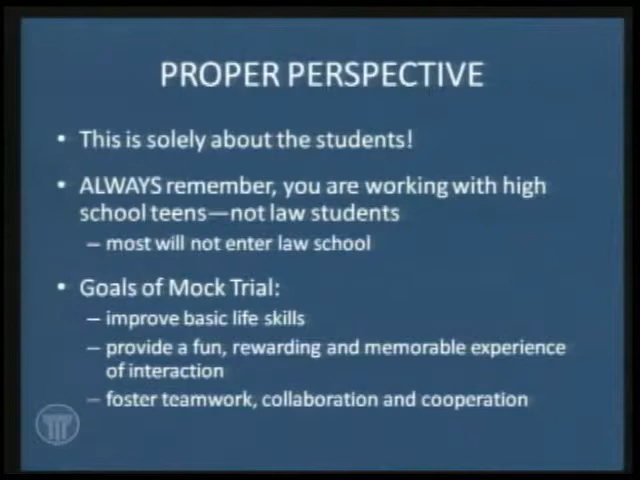 PROPER PERSPECTIVE
• This is solely about the students!
• ALWAYS remember, you are working with high
school teens—not law students
– most will not enter law school
• Goals of Mock Trial:
– improve basic life skills
– provide a fun, rewarding and memorable experience
of interaction
– foster teamwork, collaboration and cooperation